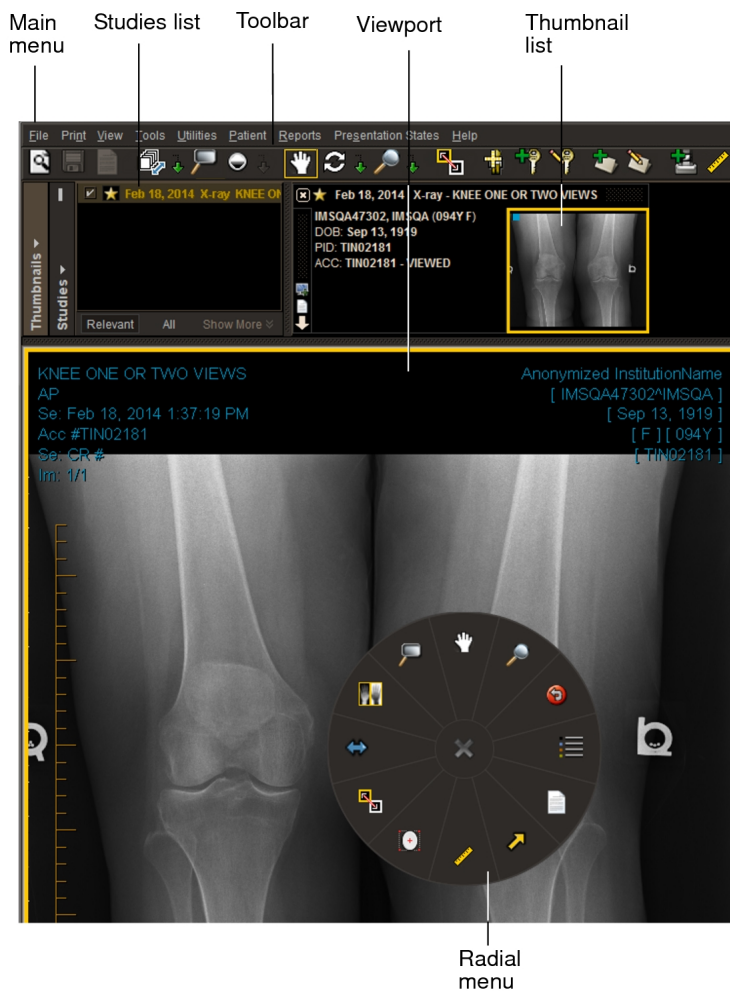 Main
menu
Studies list
Toolbar
Viewport
Thumbnail
list
File Print View Tools Utilities Patient Reports Presentation States Help
Thumbnails
Studies
Feb 18, 2014 X-ray KNEE ON
Relevant All Show More
Feb 18, 2014 X-ray - KNEE ONE OR TWO VIEWS
IMSQA47302, IMSQA (094Y F)
DOB: Sep 13, 1919
PID: TIN02181
ACC: TIN02181 - VIEWED
KNEE ONE OR TWO VIEWS
AP
Se: Feb 18, 2014 1:37:19 PM
Acc #TIN02181
Se: CR #
Im: 1/1
Anonymized InstitutionName
[ IMSQA47302^IMSQA ]
[ Sep 13, 1919 ]
[ F ] [ 094Y ]
[ TIN02181 ]
Radial
menu